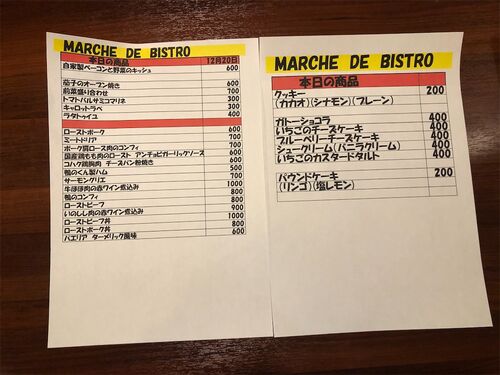 MARCHE DE BISTRO
本日の商品 12月20日
自家製ベーコンと野菜のキッシュ 600
茄子のオーブン焼き 600
前菜盛り合わせ 700
トマトバルサミコマリネ 300
キャロットラペ 300
ラタトゥイユ 400
ローストポーク 600
ミートドリア 700
ポーク肩ロース肉のコンフィ 700
国産鶏もも肉のロースト アンチョビガーリックソース 600
コハク鶏胸肉 チーズパン粉焼き 600
鴨のくん製ハム 500
サーモングリエ 700
牛ほほ肉の赤ワイン煮込み 1000
鴨のコンフィ 800
ローストビーフ 900
いのしし肉の赤ワイン煮込み 1000
ローストビーフ丼 800
ローストポーク丼 800
パエリア ターメリック風味 600
MARCHE DE BISTRO
本日の商品
クッキー 200
(カカオ)(シナモン)(プレーン)
ガトーショコラ 400
いちごのチーズケーキ 400
ブルーベリーチーズケーキ 400
シュークリーム(バニラクリーム) 400
いちごのカスタードタルト 400
パウンドケーキ 200
(リンゴ)(塩レモン)